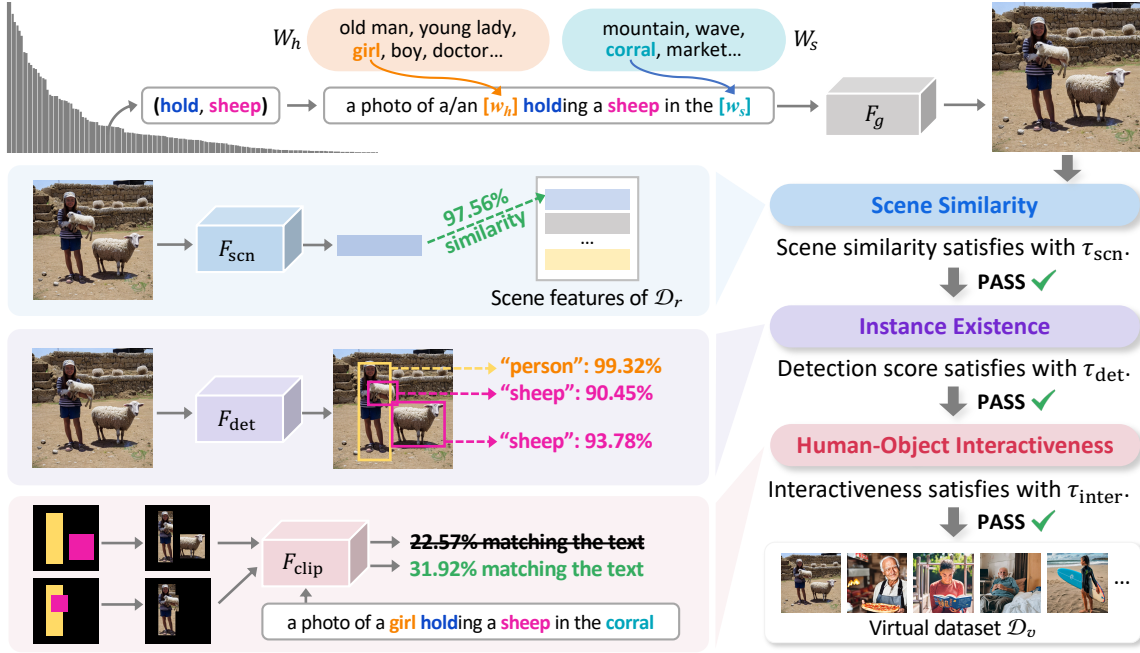 W_h
old man, young lady,
girl, boy, doctor…
mountain, wave,
corral, market…
W_s
(hold, sheep)
a photo of a/an [w_h] holding a sheep in the [w_s]
F_g
F_scn
97.56%
similarity
...
Scene features of 𝒟_r
Scene Similarity
Scene similarity satisfies with τ_scn.
PASS
F_det
"person": 99.32%
"sheep": 90.45%
"sheep": 93.78%
Instance Existence
Detection score satisfies with τ_det.
PASS
F_clip
22.57% matching the text
31.92% matching the text
a photo of a girl holding a sheep in the corral
Human-Object Interactiveness
Interactiveness satisfies with τ_inter.
PASS
...
Virtual dataset 𝒟_v